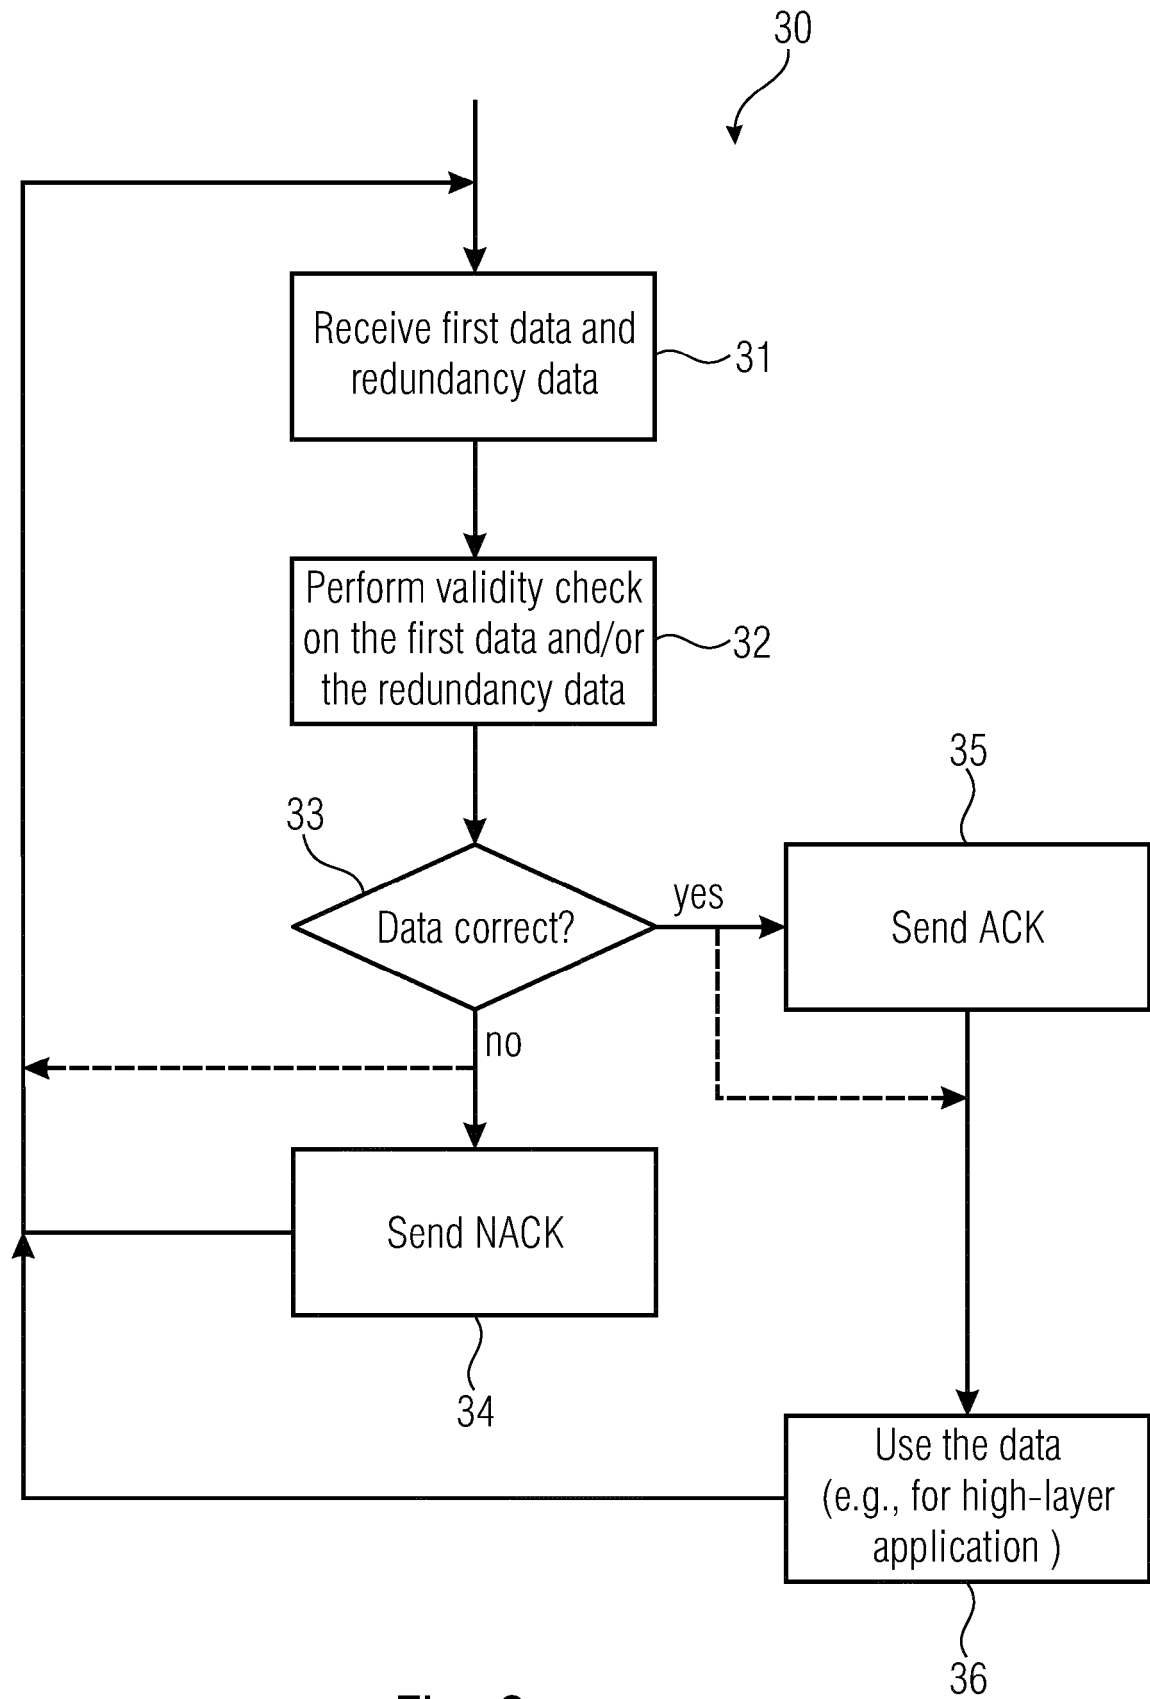 30
Receive first data and
redundancy data
31
Perform validity check
on the first data and/or
the redundancy data
32
35
33
yes
Data correct?
Send ACK
no
Send NACK
34
Use the data
(e.g., for high-layer
application )
36